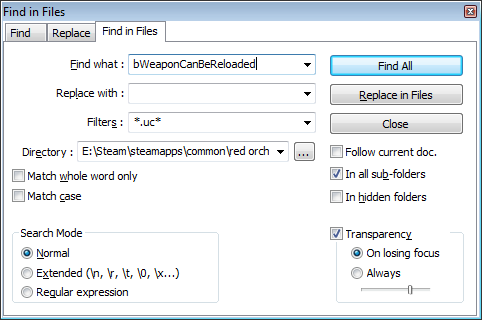 Find in Files
Find
Replace
Find in Files
Find what :
bWeaponCanBeReloaded
Find All
Replace with :
Replace in Files
Filters :
*.uc*
Close
Directory :
E:\Steam\steamapps\common\red orch
...
Follow current doc.
Match whole word only
In all sub-folders
Match case
In hidden folders
Search Mode
Transparency
Normal
On losing focus
Extended (\n, \r, \t, \0, \x...)
Always
Regular expression